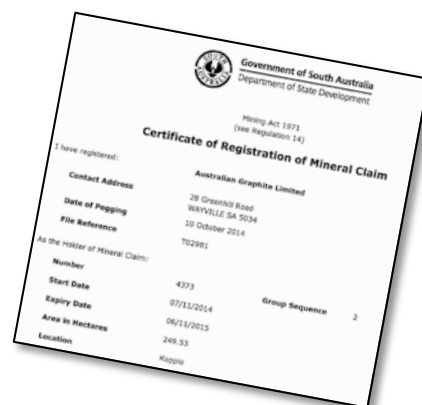 SOUTH
AUSTRALIA
Government of South Australia
Department of State Development
Mining Act 1971
(see Regulation 14)
Certificate of Registration of Mineral Claim
I have registered:
Australian Graphite Limited
Contact Address 28 Greenhill Road
WAYVILLE SA 5034
Date of Pegging 10 October 2014
File Reference T02981
As the Holder of Mineral Claim:
Number 4373 Group Sequence 2
Start Date 07/11/2014
Expiry Date 06/11/2015
Area in Hectares 249.53
Location Koppio